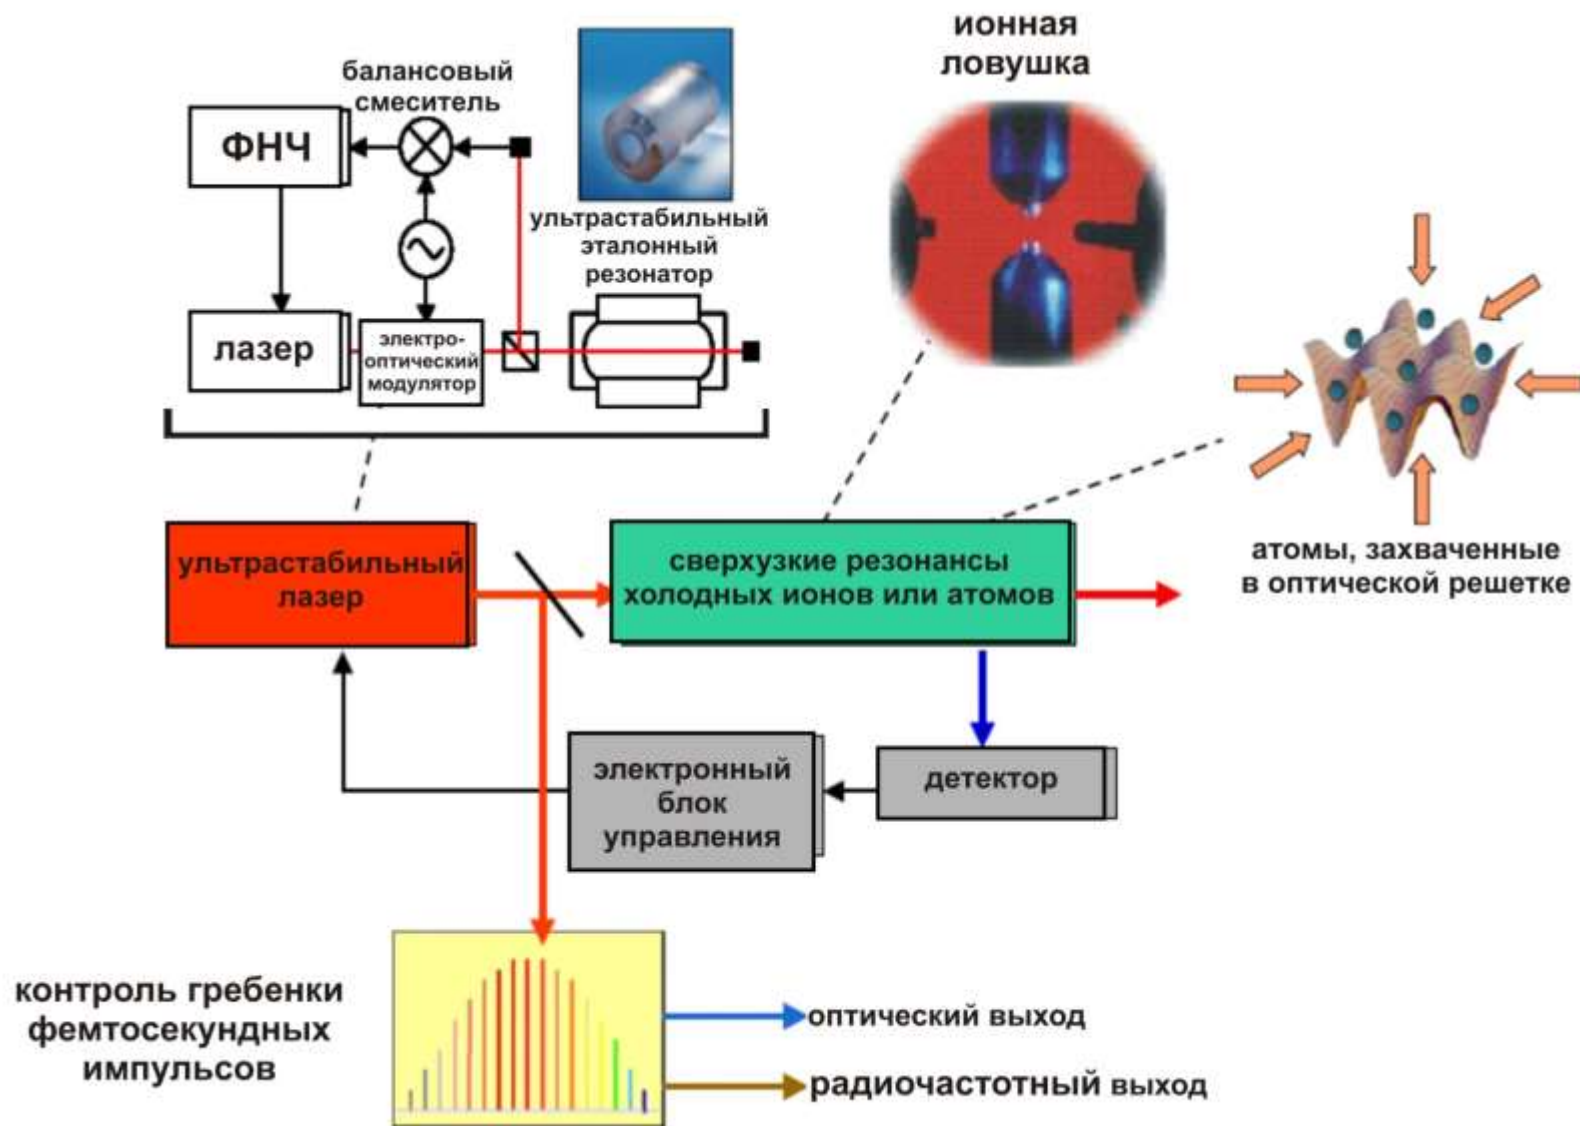 ионная
ловушка
балансовый
смеситель
ФНЧ
ультрастабильный
эталонный
резонатор
лазер
электро-
оптический
модулятор
ультрастабильный
лазер
сверхузкие резонансы
холодных ионов или атомов
атомы, захваченные
в оптической решетке
электронный
блок
управления
детектор
контроль гребенки
фемтосекундных
импульсов
оптический выход
радиочастотный выход